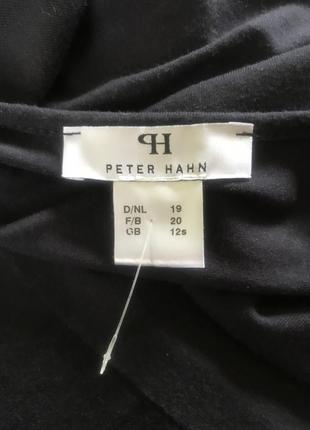 PH
PETER HAHN
D/NL 19
F/B 20
GB 12s